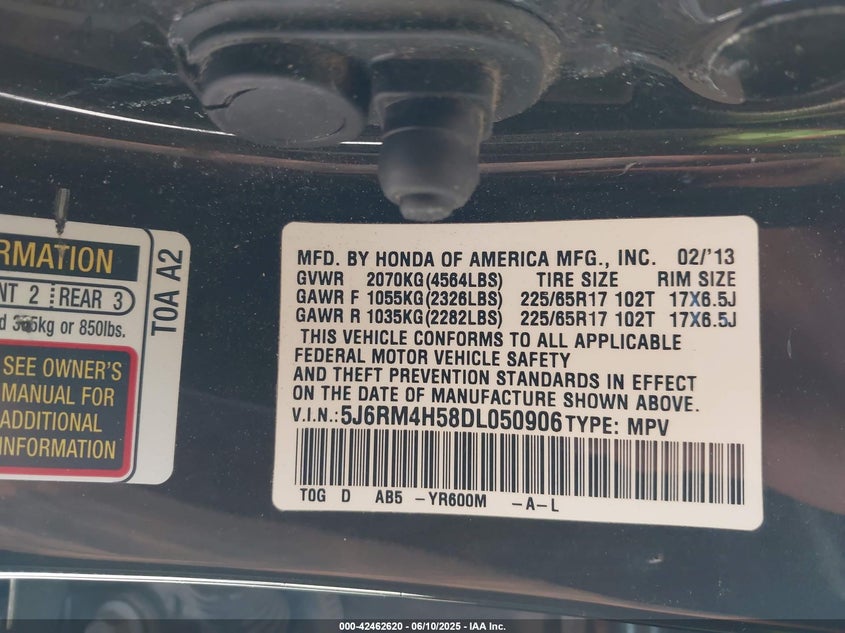 RMATION
NT 2 REAR 3
d 385kg or 850lbs.
SEE OWNER'S
MANUAL FOR
ADDITIONAL
INFORMATION
T0A A2
MFD. BY HONDA OF AMERICA MFG., INC. 02/'13
GVWR 2070KG(4564LBS) TIRE SIZE RIM SIZE
GAWR F 1055KG(2326LBS) 225/65R17 102T 17X6.5J
GAWR R 1035KG(2282LBS) 225/65R17 102T 17X6.5J
THIS VEHICLE CONFORMS TO ALL APPLICABLE
FEDERAL MOTOR VEHICLE SAFETY
AND THEFT PREVENTION STANDARDS IN EFFECT
ON THE DATE OF MANUFACTURE SHOWN ABOVE.
V.I.N.: 5J6RM4H58DL050906 TYPE: MPV
T0G D AB5 -YR600M -A-L
000-42462620 - 06/10/2025 - IAA Inc.